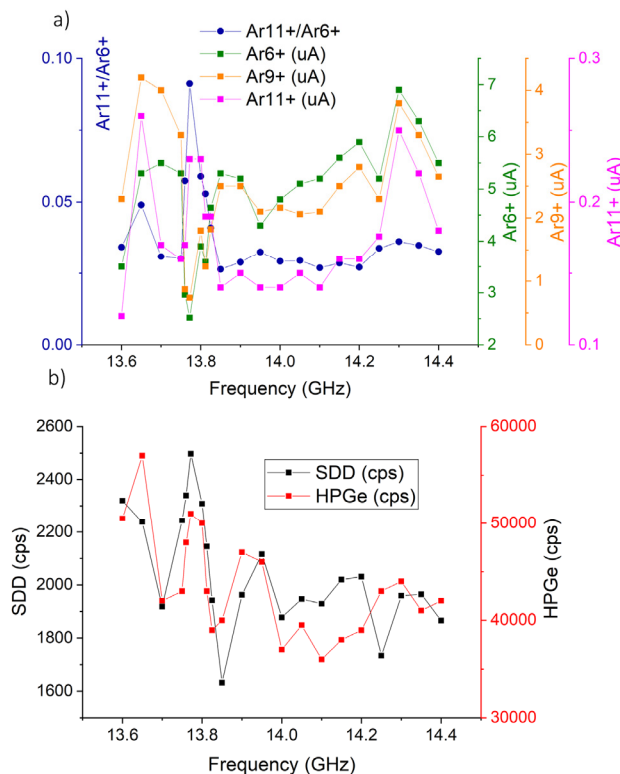 a)
Ar11+/Ar6+
Ar6+ (uA)
Ar9+ (uA)
Ar11+ (uA)
Ar11+/Ar6+
0.10
0.05
0.00
7
6
5
4
3
2
Ar6+ (uA)
4
3
2
1
0
Ar9+ (uA)
0.3
0.2
0.1
Ar11+ (uA)
13.6 13.8 14.0 14.2 14.4
Frequency (GHz)
b)
2600
2400
2200
2000
1800
1600
SDD (cps)
SDD (cps)
HPGe (cps)
60000
50000
40000
30000
HPGe (cps)
13.6 13.8 14.0 14.2 14.4
Frequency (GHz)